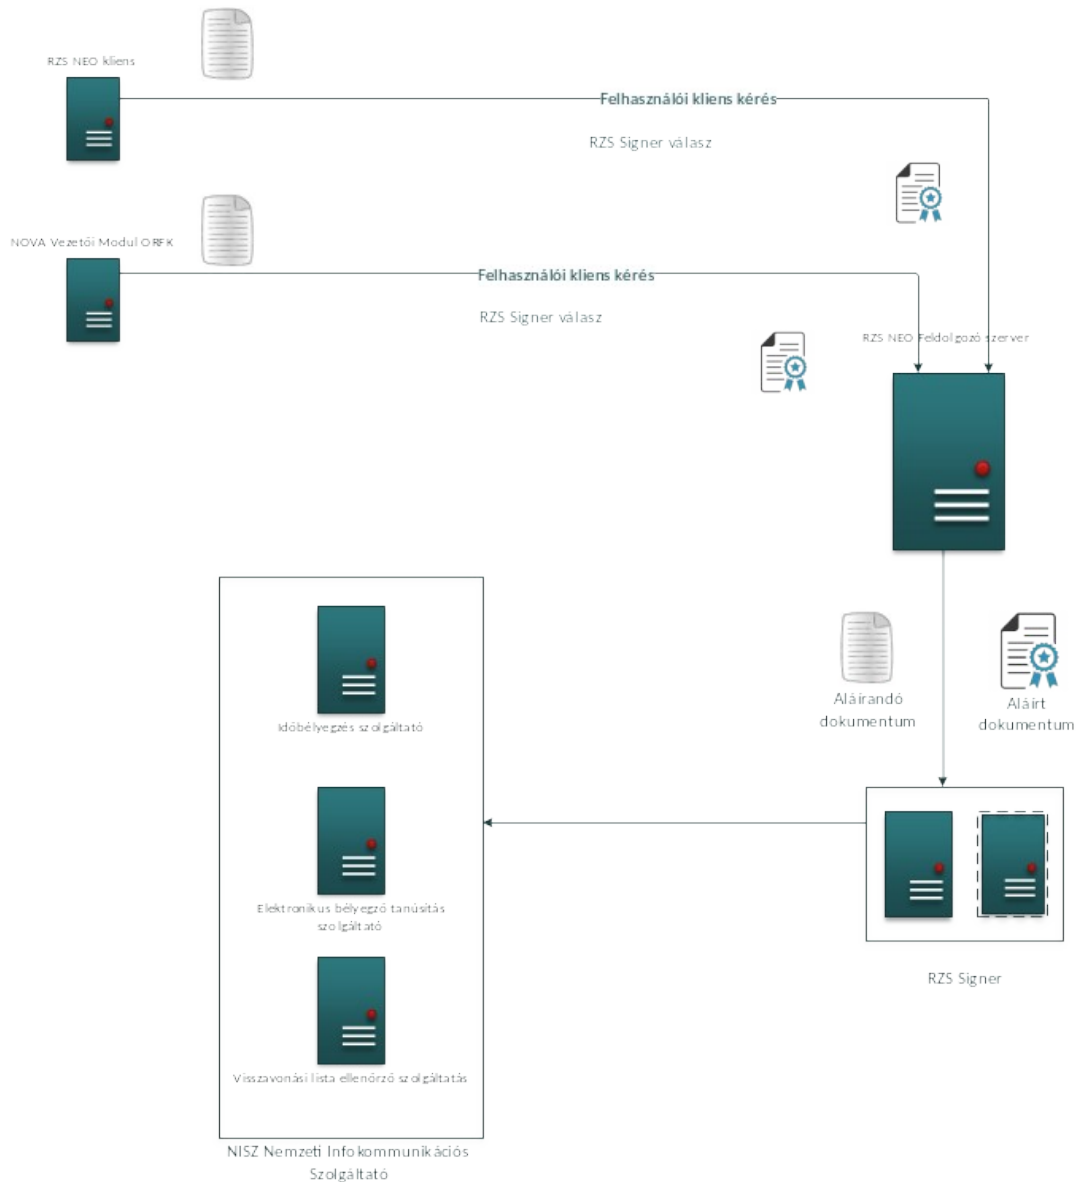 RZS NEO kliens
Felhasználói kliens kérés
RZS Signer válasz
NOVA Vezetői Modul ORFK
Felhasználói kliens kérés
RZS Signer válasz
RZS NEO Feldolgozó szerver
Aláírandó
dokumentum
Aláírt
dokumentum
Időbélyegzés szolgáltató
Elektronikus bélyegző tanúsítás
szolgáltató
RZS Signer
Visszavonási lista ellenőrző szolgáltatás
NISZ Nemzeti Infokommunikációs
Szolgáltató